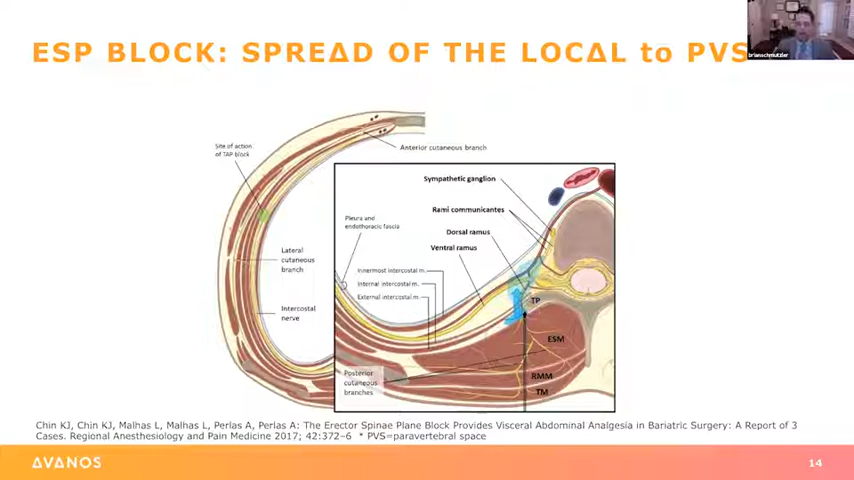 ESP BLOCK: SPREAD OF THE LOCAL to PVS
brianschmutzler
Site of action
of TAP block
Anterior cutaneous branch
Sympathetic ganglion
Rami communicantes
Pleura and
endothoracic fascia
Dorsal ramus
Ventral ramus
Lateral
cutaneous
branch
Innermost intercostal m.
Internal intercostal m.
External intercostal m.
TP
Intercostal
nerve
ESM
Posterior
cutaneous
branches
RMM
TM
Chin KJ, Chin KJ, Malhas L, Malhas L, Perlas A, Perlas A: The Erector Spinae Plane Block Provides Visceral Abdominal Analgesia in Bariatric Surgery: A Report of 3
Cases. Regional Anesthesiology and Pain Medicine 2017; 42:372–6 * PVS=paravertebral space
AVANOS
14